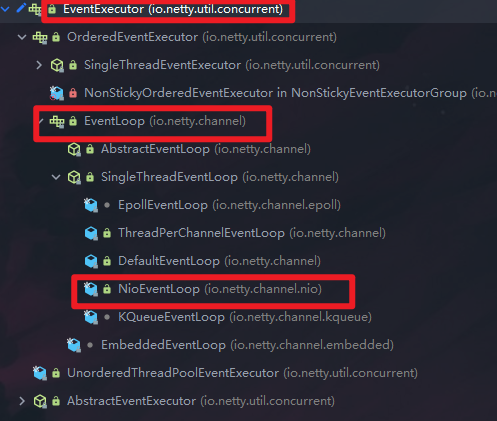 EventExecutor (io.netty.util.concurrent)
OrderedEventExecutor (io.netty.util.concurrent)
SingleThreadEventExecutor (io.netty.util.concurrent)
NonStickyOrderedEventExecutor in NonStickyEventExecutorGroup (io.net
EventLoop (io.netty.channel)
AbstractEventLoop (io.netty.channel)
SingleThreadEventLoop (io.netty.channel)
EpollEventLoop (io.netty.channel.epoll)
ThreadPerChannelEventLoop (io.netty.channel)
DefaultEventLoop (io.netty.channel)
NioEventLoop (io.netty.channel.nio)
KQueueEventLoop (io.netty.channel.kqueue)
EmbeddedEventLoop (io.netty.channel.embedded)
UnorderedThreadPoolEventExecutor (io.netty.util.concurrent)
AbstractEventExecutor (io.netty.util.concurrent)